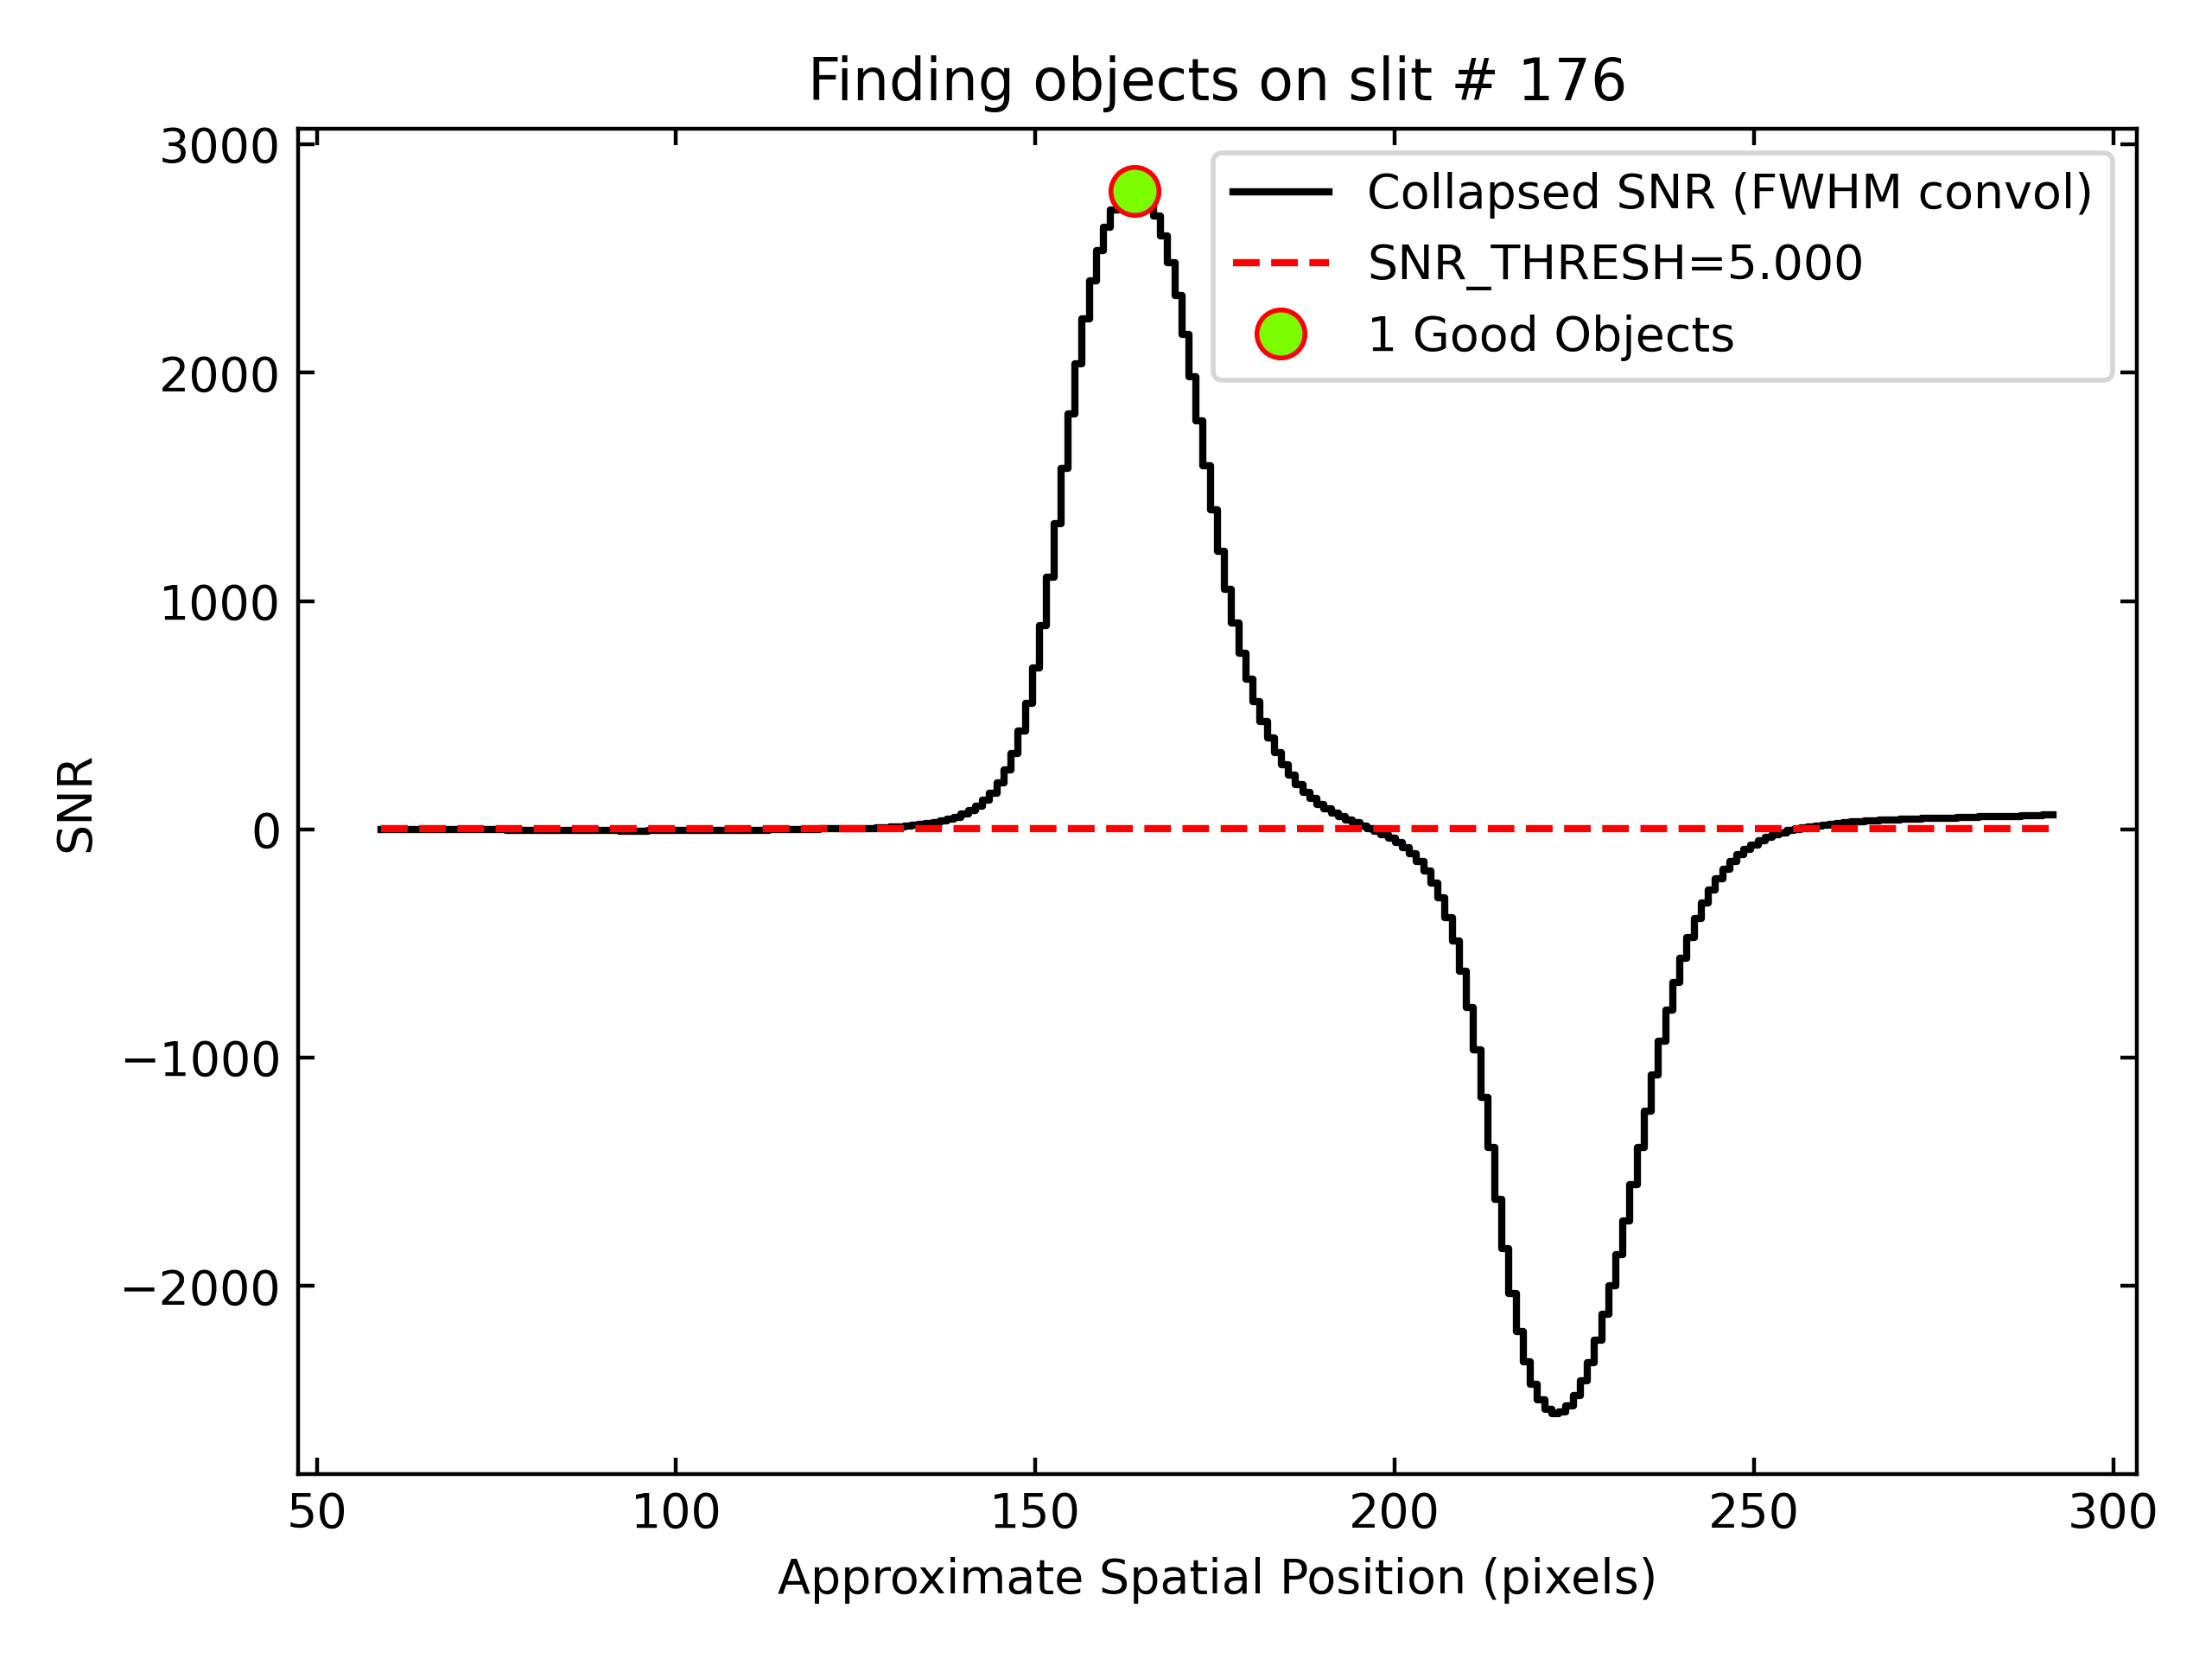 Finding objects on slit # 176
Collapsed SNR (FWHM convol)
SNR_THRESH=5.000
1 Good Objects
3000
2000
1000
0
−1000
−2000
SNR
50
100
150
200
250
300
Approximate Spatial Position (pixels)